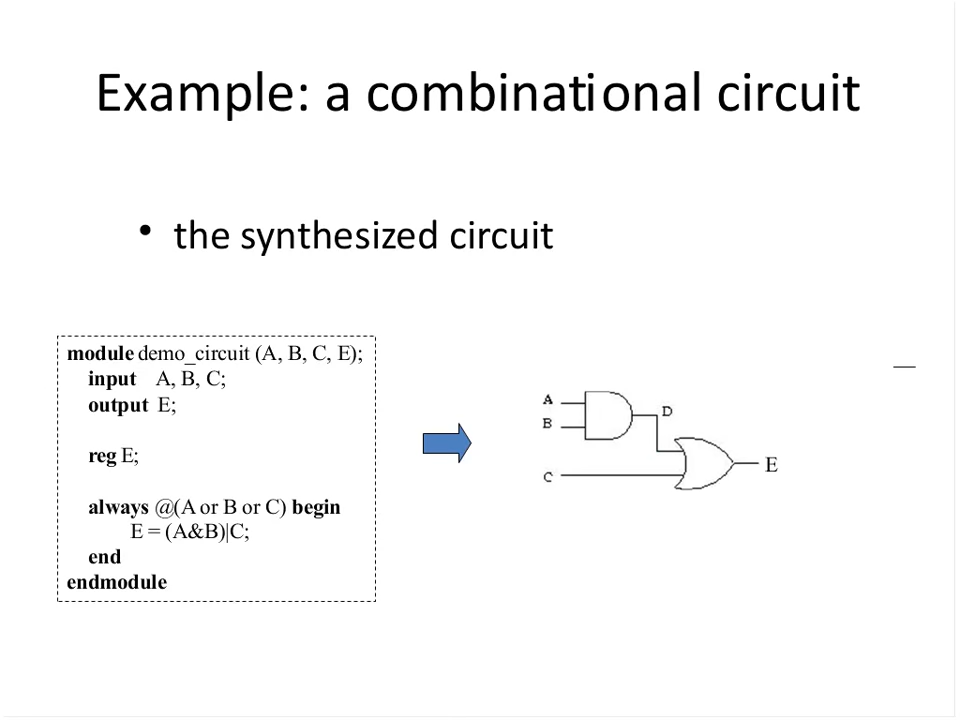 Example: a combinational circuit
• the synthesized circuit
module demo_circuit (A, B, C, E);
input A, B, C;
output E;
reg E;
always @(A or B or C) begin
E = (A&B)|C;
end
endmodule
A
B
D
C
E